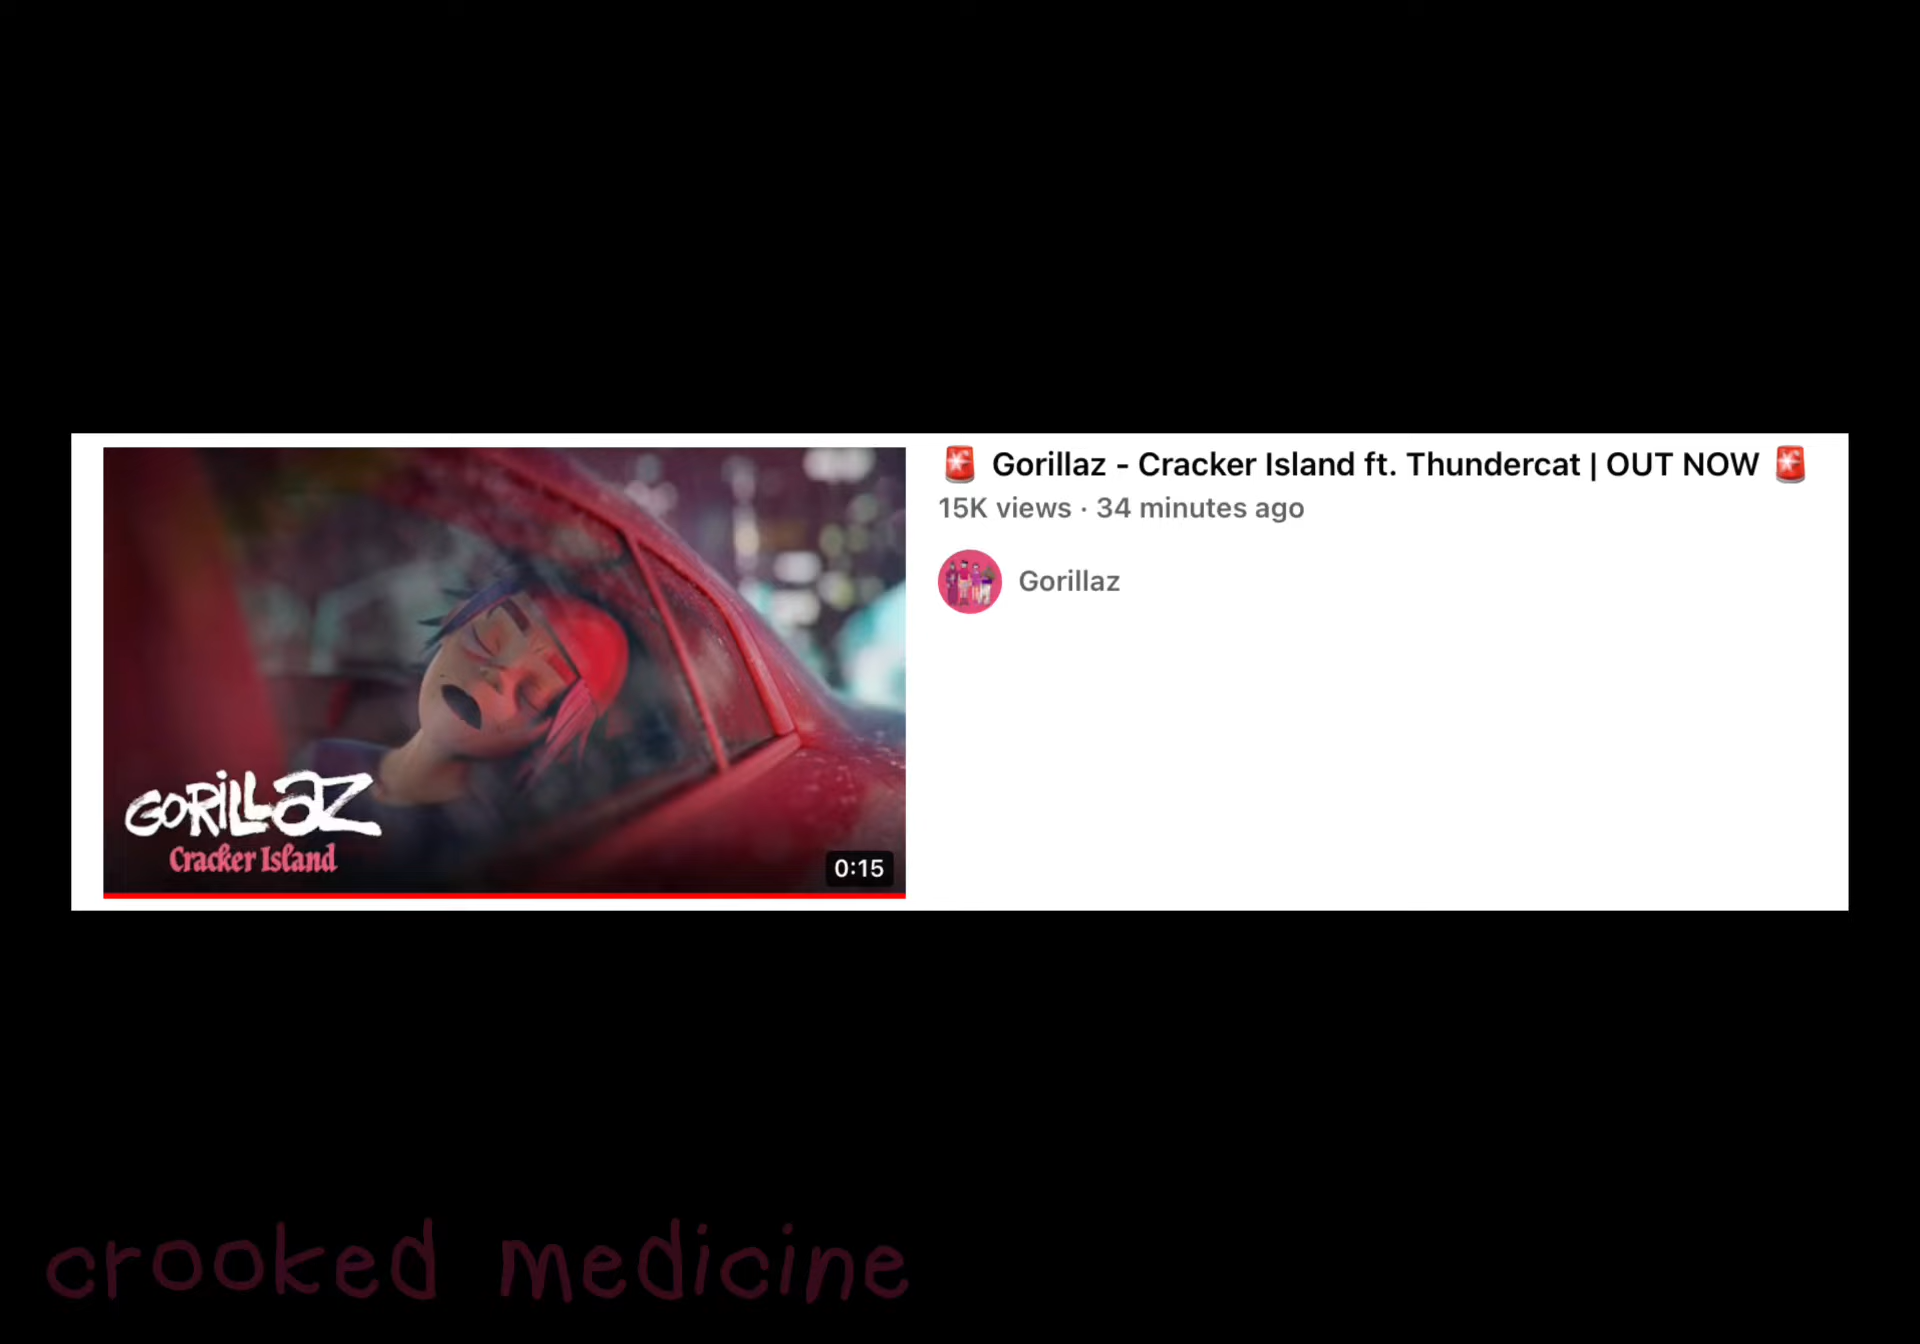 🚨 Gorillaz - Cracker Island ft. Thundercat | OUT NOW 🚨
15K views · 34 minutes ago
Gorillaz
GORILLAZ
Cracker Island
0:15
crooked medicine